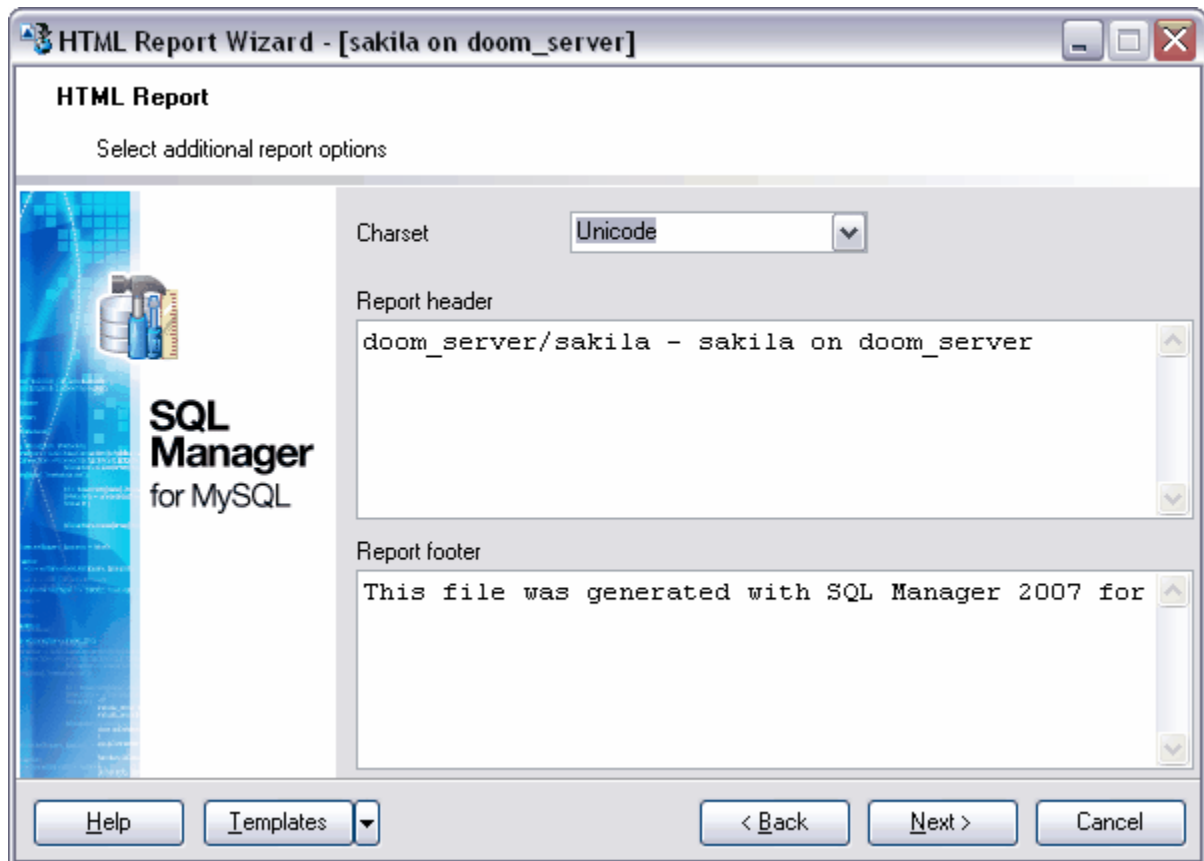 HTML Report Wizard - [sakila on doom_server]
HTML Report
Select additional report options
Charset
Unicode
Report header
doom_server/sakila - sakila on doom_server
SQL
Manager
for MySQL
Report footer
This file was generated with SQL Manager 2007 for
Help
Templates
< Back
Next >
Cancel